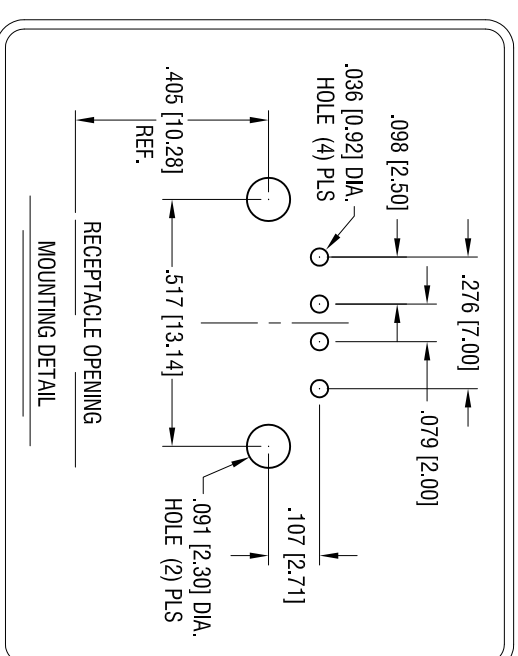 .276 [7.00]
.098 [2.50]
.079 [2.00]
.036 [0.92] DIA.
HOLE (4) PLS
.107 [2.71]
.405 [10.28]
REF.
.517 [13.14]
.091 [2.30] DIA.
HOLE (2) PLS
RECEPTACLE OPENING
MOUNTING DETAIL